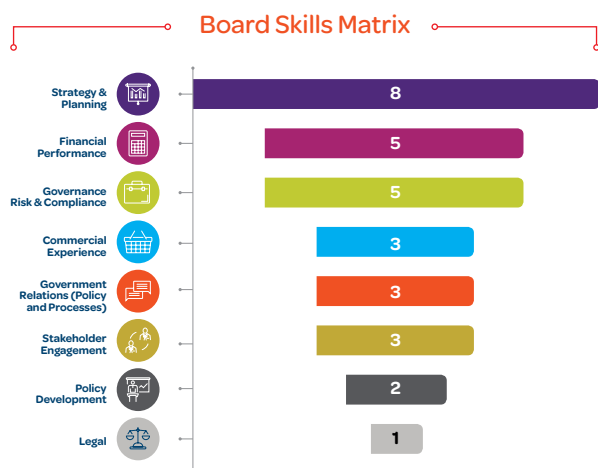 Board Skills Matrix
Strategy &
Planning
8
Financial
Performance
5
Governance
Risk & Compliance
5
Commercial
Experience
3
Government
Relations (Policy
and Processes)
3
Stakeholder
Engagement
3
Policy
Development
2
Legal
1